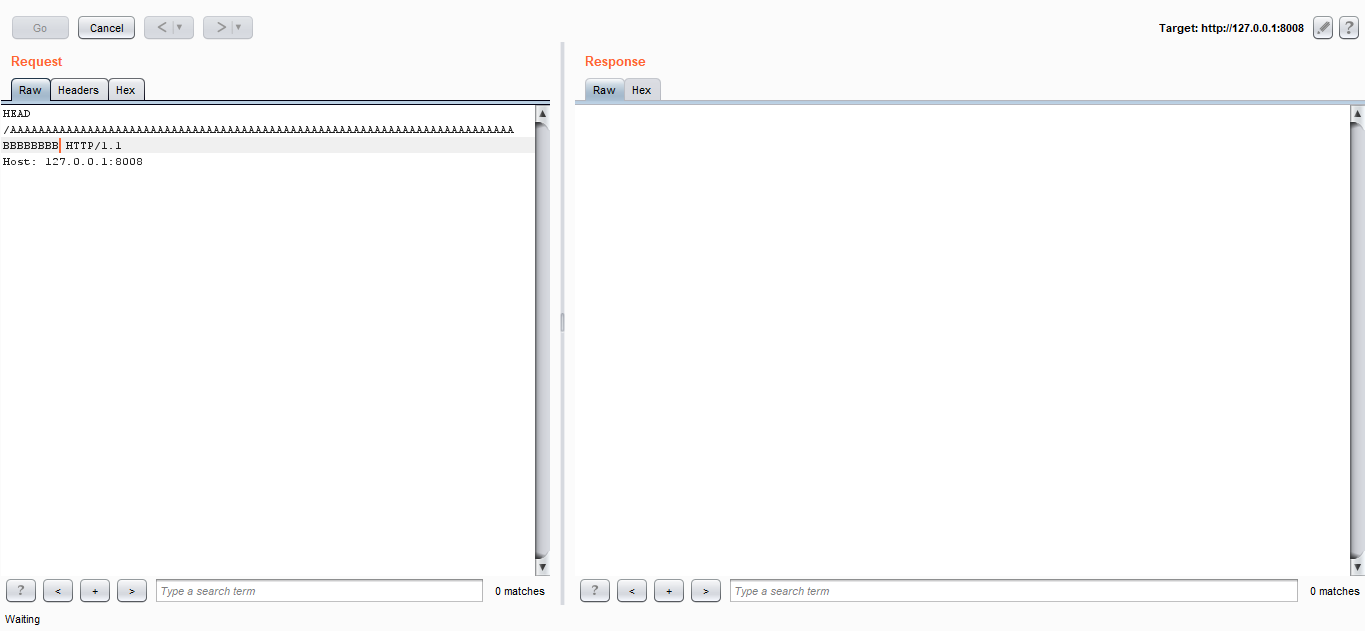 Go Cancel < > Target: http://127.0.0.1:8008 ?
Request Response
Raw Headers Hex Raw Hex
HEAD
/AAAAAAAAAAAAAAAAAAAAAAAAAAAAAAAAAAAAAAAAAAAAAAAAAAAAAAAAAAAAAAAAAAAAAAAA
BBBBBBBB HTTP/1.1
Host: 127.0.0.1:8008
? < + > Type a search term 0 matches ? < + > Type a search term 0 matches
Waiting